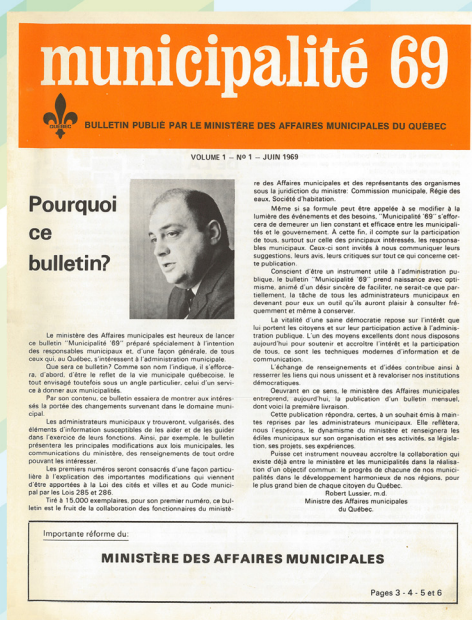 municipalité 69
QUÉBEC
BULLETIN PUBLIÉ PAR LE MINISTÈRE DES AFFAIRES MUNICIPALES DU QUÉBEC
VOLUME 1 — Nº 1 — JUIN 1969
Pourquoi
ce
bulletin?
Le ministère des Affaires municipales est heureux de lancer
ce bulletin "Municipalité '69" préparé spécialement à l'intention
des responsables municipaux et, d'une façon générale, de tous
ceux qui, au Québec, s'intéressent à l'administration municipale.
Que sera ce bulletin? Comme son nom l'indique, il s'efforce-
ra, d'abord, d'être le reflet de la vie municipale québecoise, le
tout envisagé toutefois sous un angle particulier, celui d'un servi-
ce à donner aux municipalités.
Par son contenu, ce bulletin essaiera de montrer aux intéres-
sés la portée des changements survenant dans le domaine muni-
cipal.
Les administrateurs municipaux y trouveront, vulgarisés, des
éléments d'information susceptibles de les aider et de les guider
dans l'exercice de leurs fonctions. Ainsi, par exemple, le bulletin
présentera les principales modifications aux lois municipales, les
communications du ministère, des renseignements de tout ordre
pouvant les intéresser.
Les premiers numéros seront consacrés d'une façon particu-
lière à l'explication des importantes modifications qui viennent
d'être apportées à la Loi des cités et villes et au Code munici-
pal par les Lois 285 et 286.
Tiré à 15.000 exemplaires, pour son premier numéro, ce bul-
letin est le fruit de la collaboration des fonctionnaires du ministè-
re des Affaires municipales et des représentants des organismes
sous la juridiction du ministre: Commission municipale, Régie des
eaux, Société d'habitation.
Même si sa formule peut être appelée à se modifier à la
lumière des événements et des besoins, "Municipalité '69" s'effor-
cera de demeurer un lien constant et efficace entre les municipali-
tés et le gouvernement. A cette fin, il compte sur la participation
de tous, surtout sur celle des principaux intéressés, les responsa-
bles municipaux. Ceux-ci sont invités à nous communiquer leurs
suggestions, leurs avis, leurs critiques sur tout ce qui concerne cet-
te publication.
Conscient d'être un instrument utile à l'administration pu-
blique, le bulletin "Municipalité '69" prend naissance avec opti-
misme, animé d'un désir sincère de faciliter, ne serait-ce que par-
tiellement, la tâche de tous les administrateurs municipaux en
devenant pour eux un outil qu'ils auront plaisir à consulter fré-
quemment et même à conserver.
La vitalité d'une saine démocratie repose sur l'intérêt que
lui portent les citoyens et sur leur participation active à l'adminis-
tration publique. L'un des moyens excellents dont nous disposons
aujourd'hui pour soutenir et accroître l'intérêt et la participation
de tous, ce sont les techniques modernes d'information et de
communication.
L'échange de renseignements et d'idées contribue ainsi à
resserrer les liens qui nous unissent et à revaloriser nos institutions
démocratiques.
Oeuvrant en ce sens, le ministère des Affaires municipales
entreprend, aujourd'hui, la publication d'un bulletin mensuel,
dont voici la première livraison.
Cette publication répondra, certes, à un souhait émis à main-
tes reprises par les administrateurs municipaux. Elle reflétera,
nous l'espérons, le dynamisme du ministère et renseignera les
édiles municipaux sur son organisation et ses activités, sa législa-
tion, ses projets, ses expériences.
Puisse cet instrument nouveau accroître la collaboration qui
existe déjà entre le ministère et les municipalités dans la réalisa-
tion d'un objectif commun: le progrès de chacune de nos munici-
palités dans le développement harmonieux de nos régions, pour
le plus grand bien de chaque citoyen du Québec.
Robert Lussier, m.d.
Ministre des Affaires municipales
du Québec.
Importante réforme du:
MINISTÈRE DES AFFAIRES MUNICIPALES
Pages 3 - 4 - 5 et 6